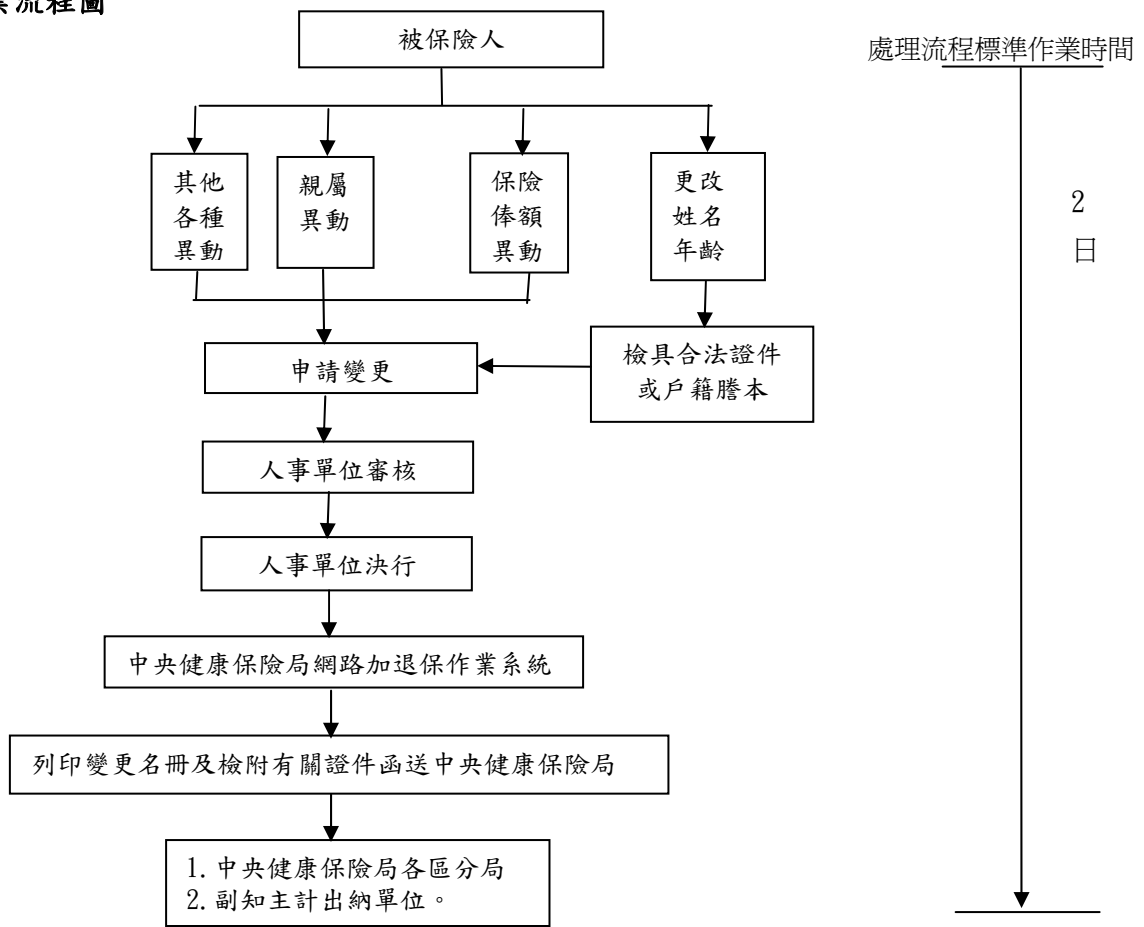 業流程圖
被保險人
處理流程標準作業時間
其他
各種
異動
親屬
異動
保險
俸額
異動
更改
姓名
年齡
2
日
申請變更
檢具合法證件
或戶籍謄本
人事單位審核
人事單位決行
中央健康保險局網路加退保作業系統
列印變更名冊及檢附有關證件函送中央健康保險局
1. 中央健康保險局各區分局
2. 副知主計出納單位。